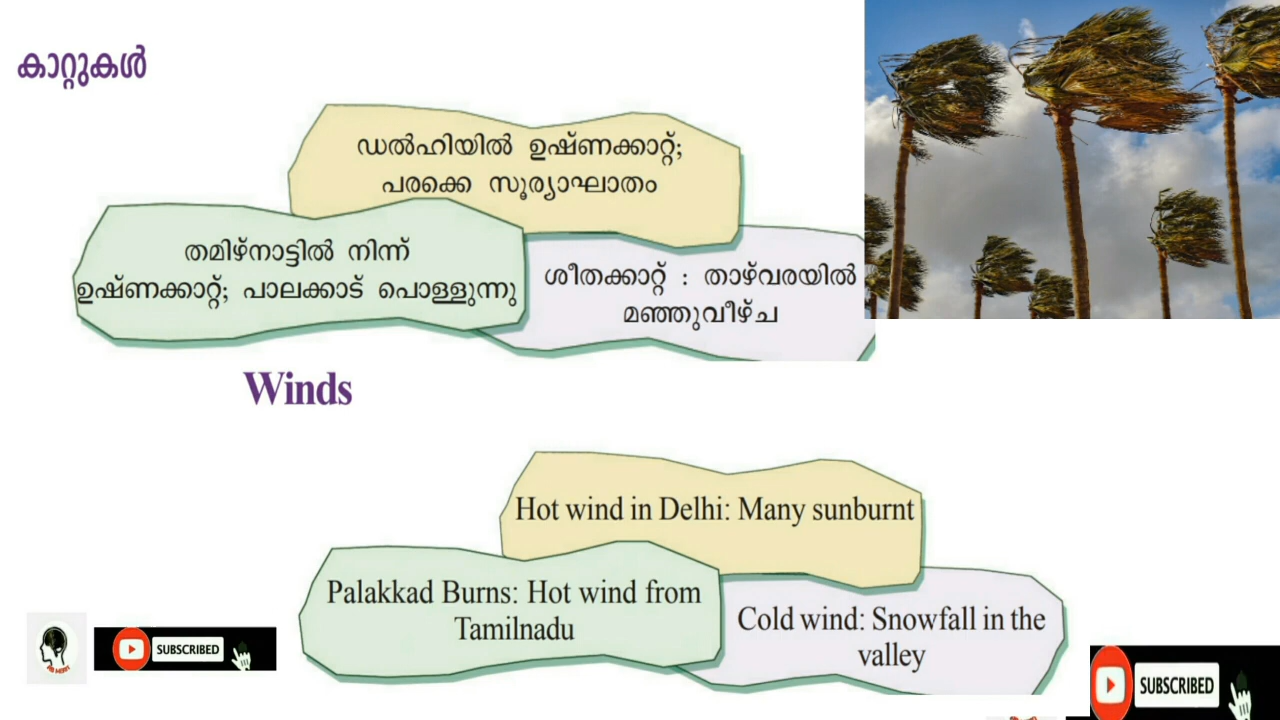 കാറ്റുകൾ
ഡൽഹിയിൽ ഉഷ്ണക്കാറ്റ്;
പരക്കെ സൂര്യാഘാതം
തമിഴ്നാട്ടിൽ നിന്ന്
ഉഷ്ണക്കാറ്റ്; പാലക്കാട് പൊള്ളുന്നു
ശീതക്കാറ്റ് : താഴ്‌വരയിൽ
മഞ്ഞുവീഴ്ച
Winds
Hot wind in Delhi: Many sunburnt
Palakkad Burns: Hot wind from
Tamilnadu
Cold wind: Snowfall in the
valley
SUBSCRIBED
SUBSCRIBED